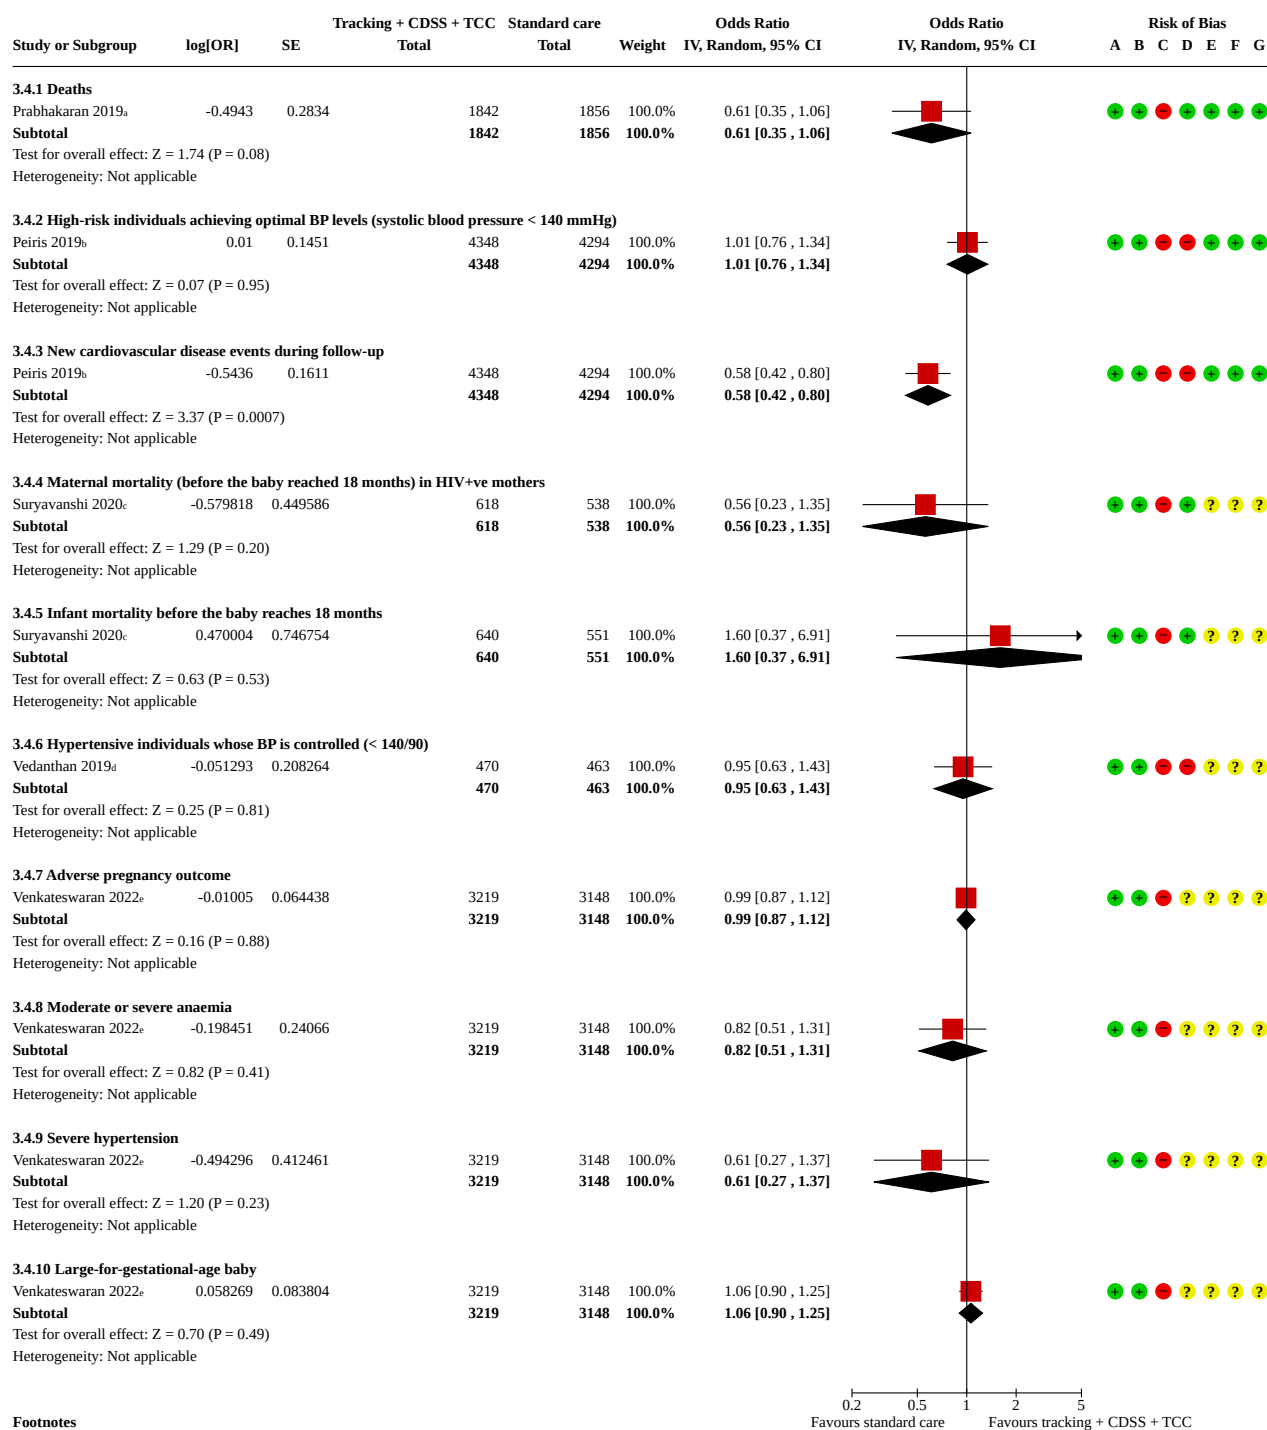 Tracking + CDSS + TCC Standard care Odds Ratio Odds Ratio Risk of Bias
Study or Subgroup log[OR] SE Total Total Weight IV, Random, 95% CI IV, Random, 95% CI A B C D E F G
3.4.1 Deaths
Prabhakaran 2019a -0.4943 0.2834 1842 1856 100.0% 0.61 [0.35 , 1.06] + + − + + + +
Subtotal 1842 1856 100.0% 0.61 [0.35 , 1.06]
Test for overall effect: Z = 1.74 (P = 0.08)
Heterogeneity: Not applicable
3.4.2 High-risk individuals achieving optimal BP levels (systolic blood pressure < 140 mmHg)
Peiris 2019b 0.01 0.1451 4348 4294 100.0% 1.01 [0.76 , 1.34] + + − − + + +
Subtotal 4348 4294 100.0% 1.01 [0.76 , 1.34]
Test for overall effect: Z = 0.07 (P = 0.95)
Heterogeneity: Not applicable
3.4.3 New cardiovascular disease events during follow-up
Peiris 2019b -0.5436 0.1611 4348 4294 100.0% 0.58 [0.42 , 0.80] + + − − + + +
Subtotal 4348 4294 100.0% 0.58 [0.42 , 0.80]
Test for overall effect: Z = 3.37 (P = 0.0007)
Heterogeneity: Not applicable
3.4.4 Maternal mortality (before the baby reached 18 months) in HIV+ve mothers
Suryavanshi 2020c -0.579818 0.449586 618 538 100.0% 0.56 [0.23 , 1.35] + + − + ? ? ?
Subtotal 618 538 100.0% 0.56 [0.23 , 1.35]
Test for overall effect: Z = 1.29 (P = 0.20)
Heterogeneity: Not applicable
3.4.5 Infant mortality before the baby reaches 18 months
Suryavanshi 2020c 0.470004 0.746754 640 551 100.0% 1.60 [0.37 , 6.91] + + − + ? ? ?
Subtotal 640 551 100.0% 1.60 [0.37 , 6.91]
Test for overall effect: Z = 0.63 (P = 0.53)
Heterogeneity: Not applicable
3.4.6 Hypertensive individuals whose BP is controlled (< 140/90)
Vedanthan 2019d -0.051293 0.208264 470 463 100.0% 0.95 [0.63 , 1.43] + + − − ? ? ?
Subtotal 470 463 100.0% 0.95 [0.63 , 1.43]
Test for overall effect: Z = 0.25 (P = 0.81)
Heterogeneity: Not applicable
3.4.7 Adverse pregnancy outcome
Venkateswaran 2022e -0.01005 0.064438 3219 3148 100.0% 0.99 [0.87 , 1.12] + + − ? ? ? ?
Subtotal 3219 3148 100.0% 0.99 [0.87 , 1.12]
Test for overall effect: Z = 0.16 (P = 0.88)
Heterogeneity: Not applicable
3.4.8 Moderate or severe anaemia
Venkateswaran 2022e -0.198451 0.24066 3219 3148 100.0% 0.82 [0.51 , 1.31] + + − ? ? ? ?
Subtotal 3219 3148 100.0% 0.82 [0.51 , 1.31]
Test for overall effect: Z = 0.82 (P = 0.41)
Heterogeneity: Not applicable
3.4.9 Severe hypertension
Venkateswaran 2022e -0.494296 0.412461 3219 3148 100.0% 0.61 [0.27 , 1.37] + + − ? ? ? ?
Subtotal 3219 3148 100.0% 0.61 [0.27 , 1.37]
Test for overall effect: Z = 1.20 (P = 0.23)
Heterogeneity: Not applicable
3.4.10 Large-for-gestational-age baby
Venkateswaran 2022e 0.058269 0.083804 3219 3148 100.0% 1.06 [0.90 , 1.25] + + − ? ? ? ?
Subtotal 3219 3148 100.0% 1.06 [0.90 , 1.25]
Test for overall effect: Z = 0.70 (P = 0.49)
Heterogeneity: Not applicable
0.2 0.5 1 2 5
Footnotes Favours standard care Favours tracking + CDSS + TCC